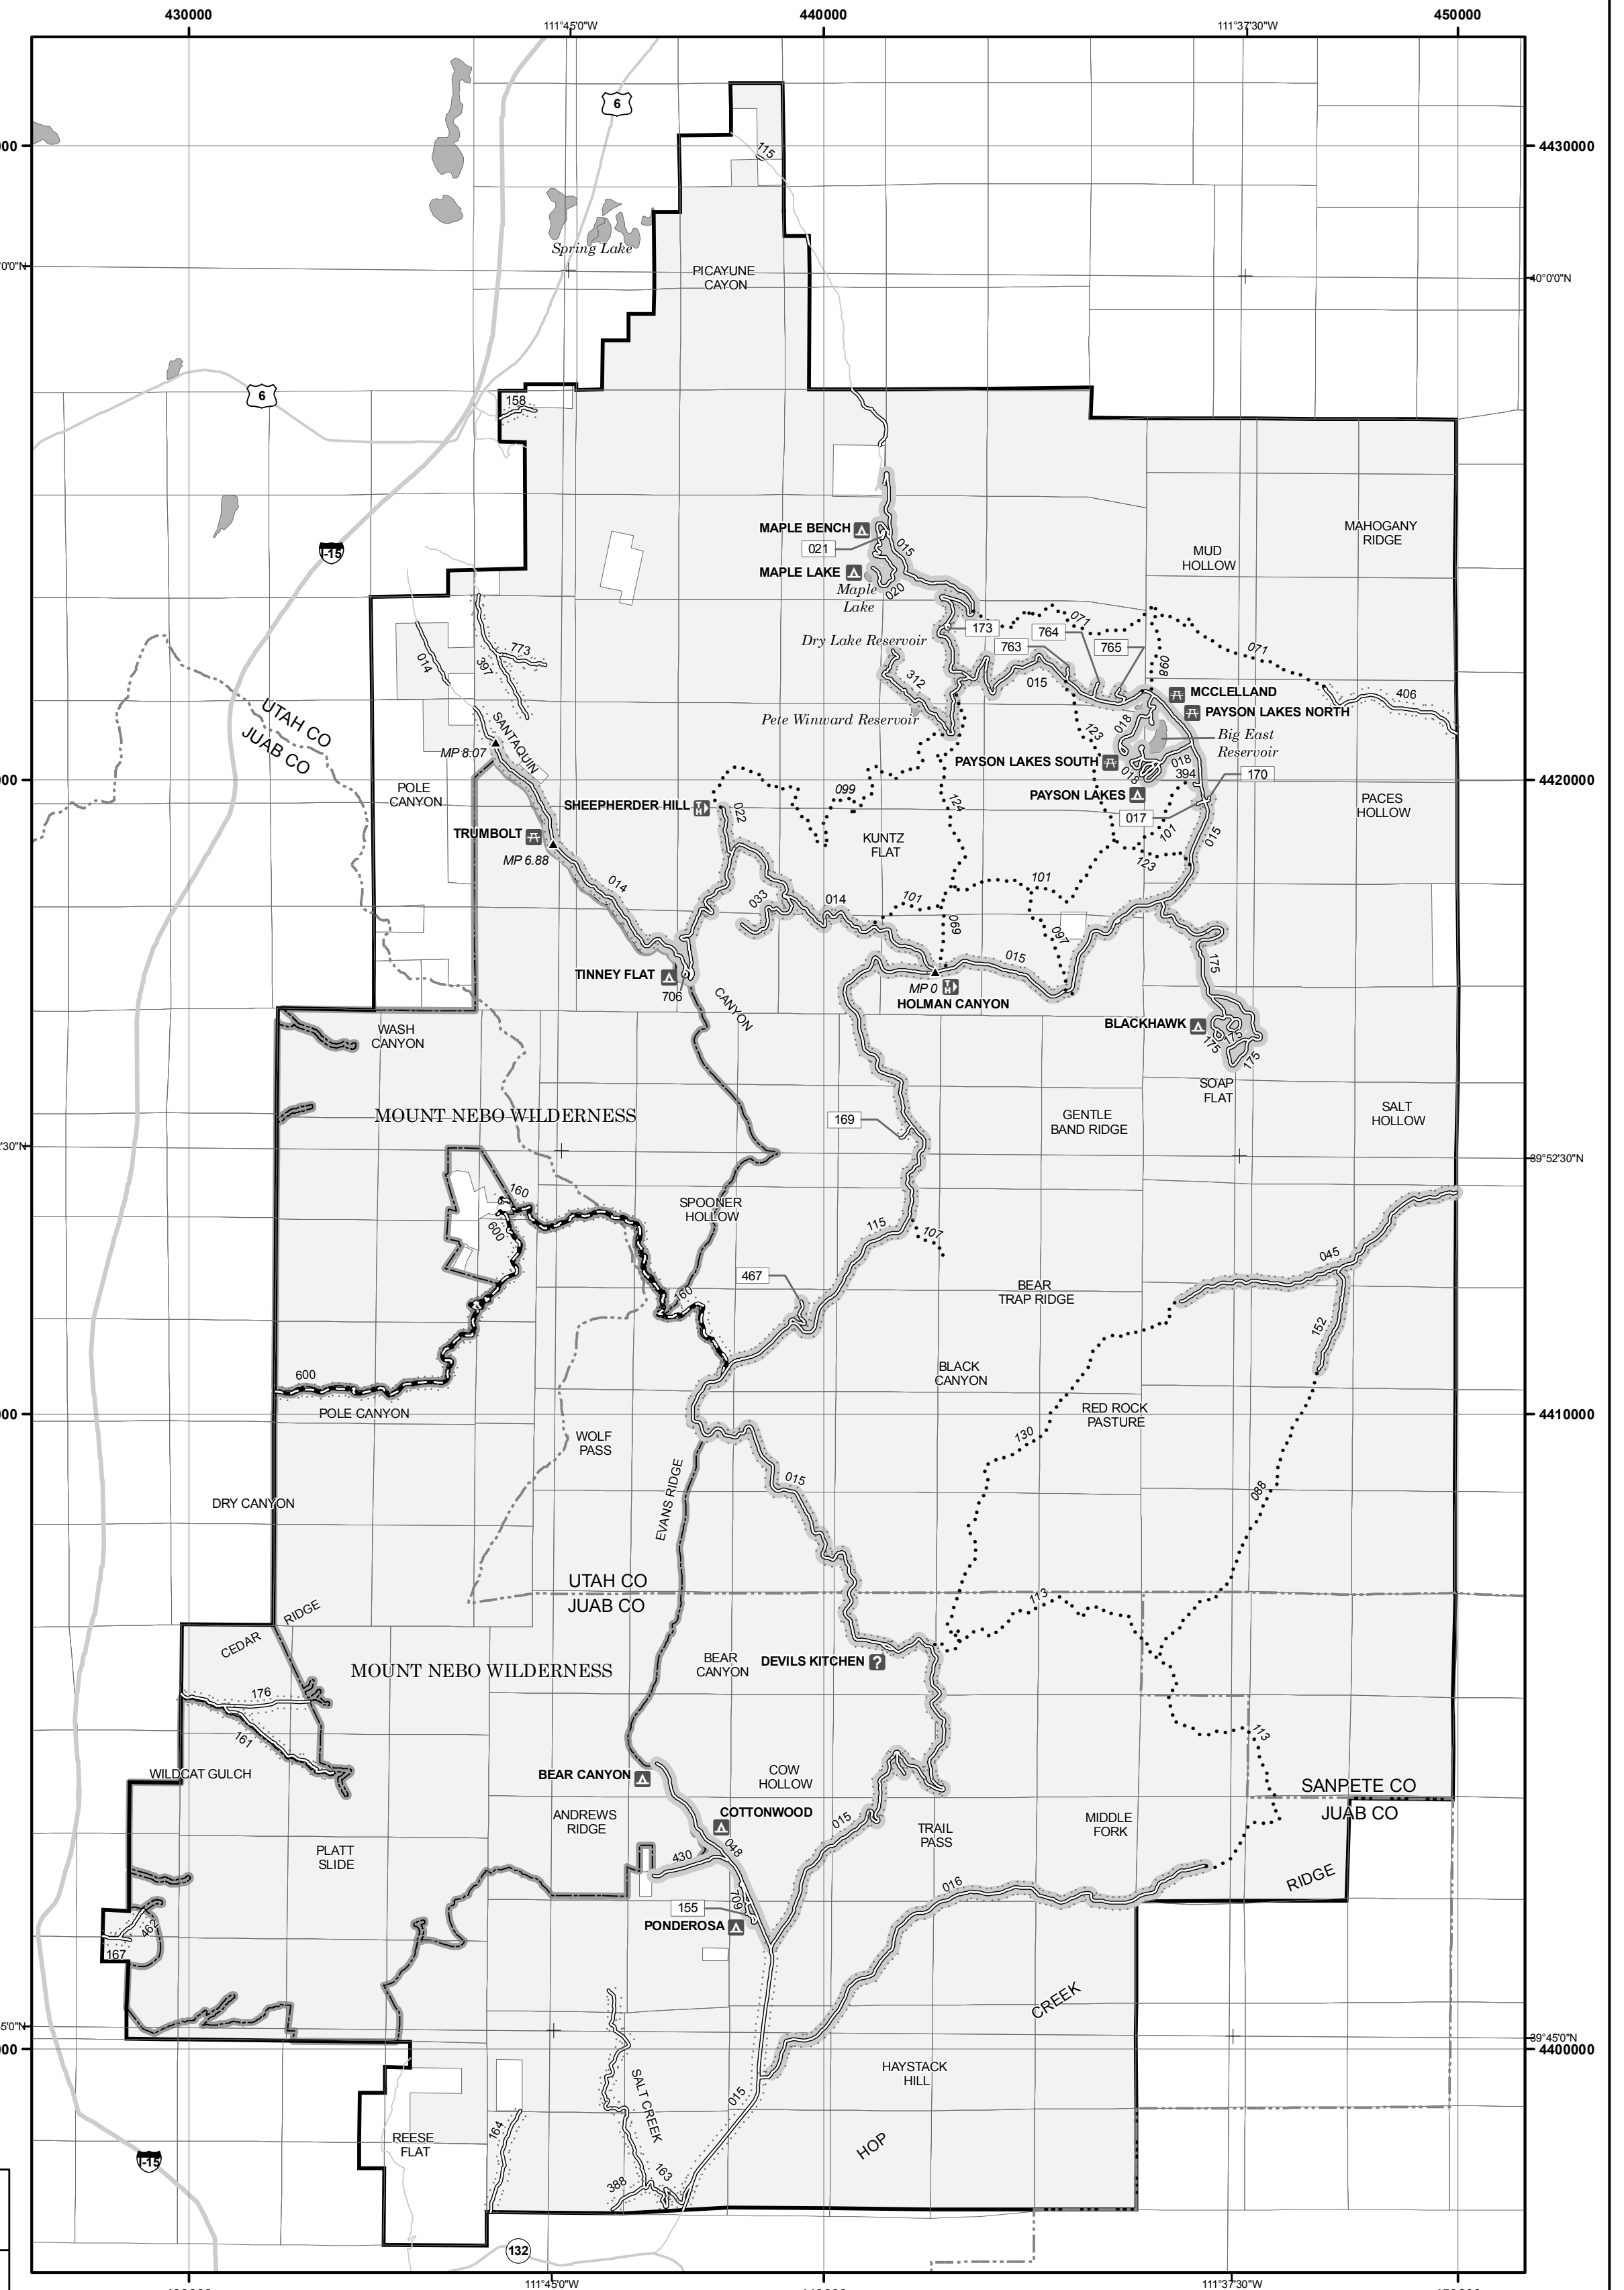 430000
440000
450000
111°45'0"W
111°37'30"W
6
115
4430000
Spring Lake
PICAYUNE
CAYON
40°0'0"N
6
158
I-15
MAPLE BENCH
021
015
MAPLE LAKE
Maple
Lake
020
MAHOGANY
RIDGE
MUD
HOLLOW
Dry Lake Reservoir
173
764
071
763
765
098
071
014
397
773
312
015
406
MCCLELLAND
PAYSON LAKES NORTH
Pete Winward Reservoir
UTAH CO
JUAB CO
SANTAQUIN
MP 8.07
123
018
Big East
Reservoir
PAYSON LAKES SOUTH
018
018
394
170
4420000
POLE
CANYON
SHEEPHERDER HILL
022
099
124
PAYSON LAKES
017
101
PACES
HOLLOW
TRUMBOLT
MP 6.88
KUNTZ
FLAT
123
015
014
033
014
101
101
069
097
015
TINNEY FLAT
706
CANYON
MP 0
HOLMAN CANYON
175
WASH
CANYON
BLACKHAWK
175
175
SOAP
FLAT
MOUNT NEBO WILDERNESS
169
GENTLE
BAND RIDGE
SALT
HOLLOW
39°52'30"N
160
600
SPOONER
HOLLOW
115
107
045
467
160
BEAR
TRAP RIDGE
152
600
BLACK
CANYON
POLE CANYON
RED ROCK
PASTURE
4410000
WOLF
PASS
130
EVANS RIDGE
015
088
DRY CANYON
UTAH CO
JUAB CO
113
CEDAR
RIDGE
MOUNT NEBO WILDERNESS
BEAR
CANYON
DEVILS KITCHEN
?
176
161
113
WILDCAT GULCH
BEAR CANYON
COW
HOLLOW
SANPETE CO
JUAB CO
COTTONWOOD
ANDREWS
RIDGE
015
TRAIL
PASS
MIDDLE
FORK
PLATT
SLIDE
048
430
016
RIDGE
709
155
PONDEROSA
462
167
CREEK
39°45'0"N
4400000
HAYSTACK
HILL
SALT CREEK
015
REESE
FLAT
164
HOP
I-15
163
388
132
111°45'0"W
111°37'30"W